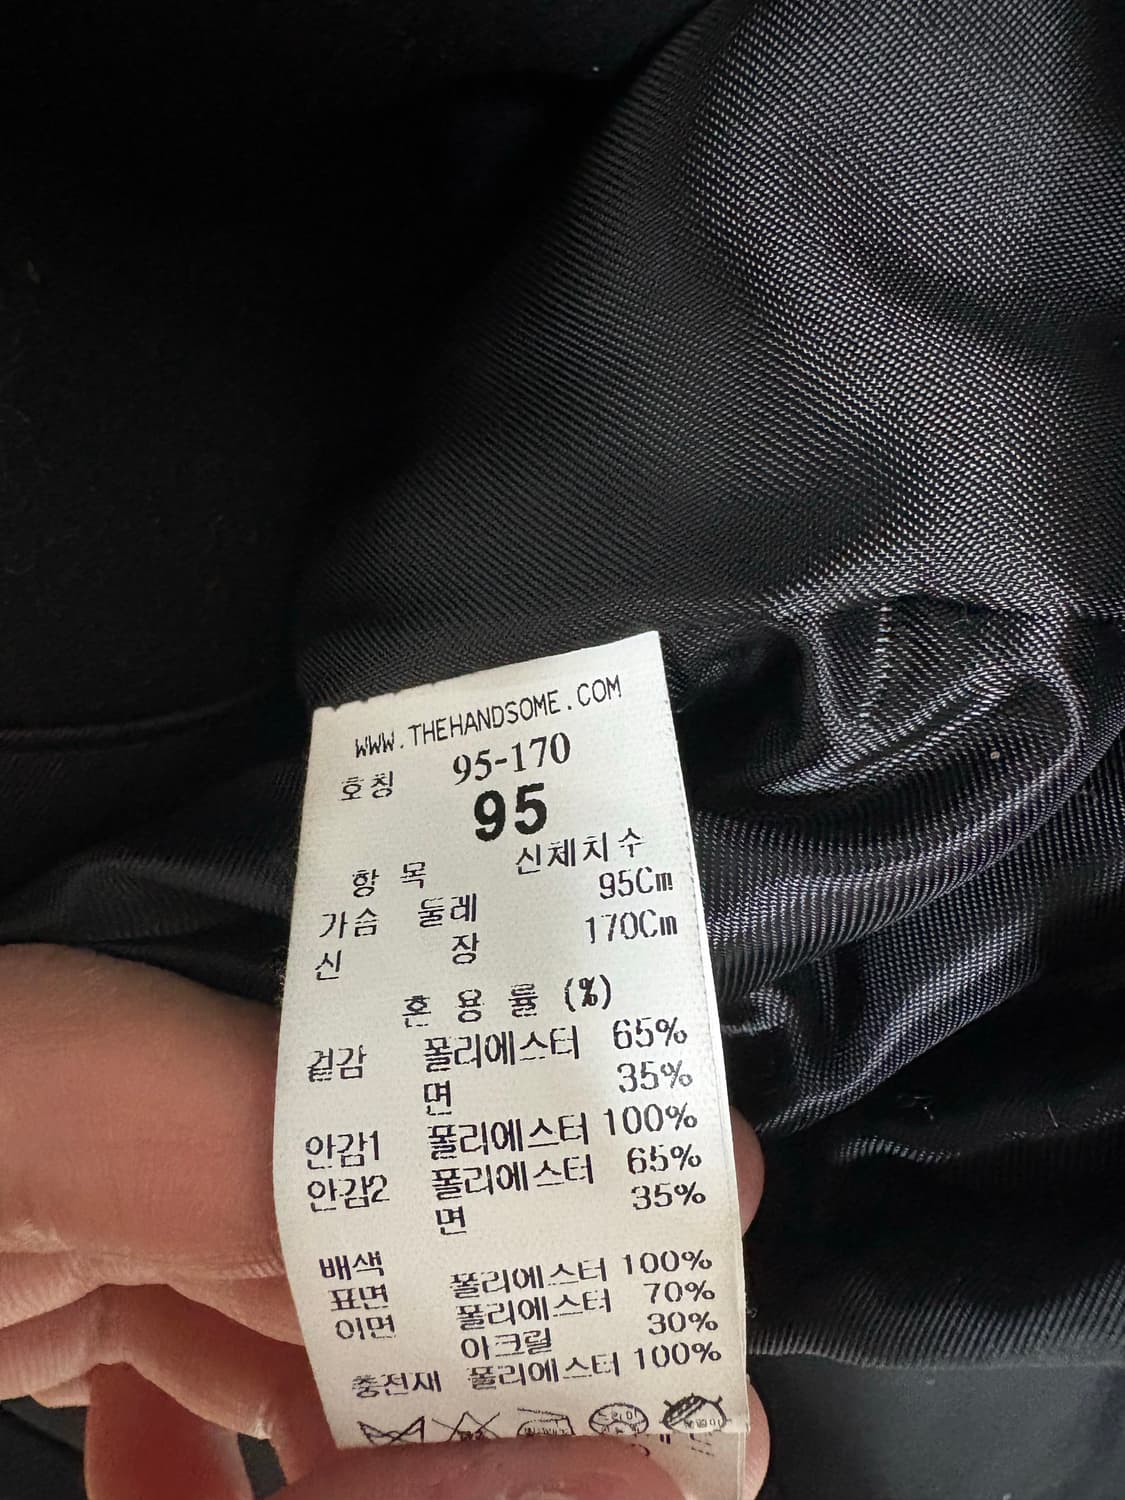 WWW.THEHANDSOME.COM
호칭 95-170
95
항 목 신체치수
가슴 둘레 95Cm
신 장 170Cm
혼 용 률 (%)
겉감 폴리에스터 65%
면 35%
안감1 폴리에스터 100%
안감2 폴리에스터 65%
면 35%
배색
표면 폴리에스터 100%
이면 폴리에스터 70%
아크릴 30%
충전재 폴리에스터 100%